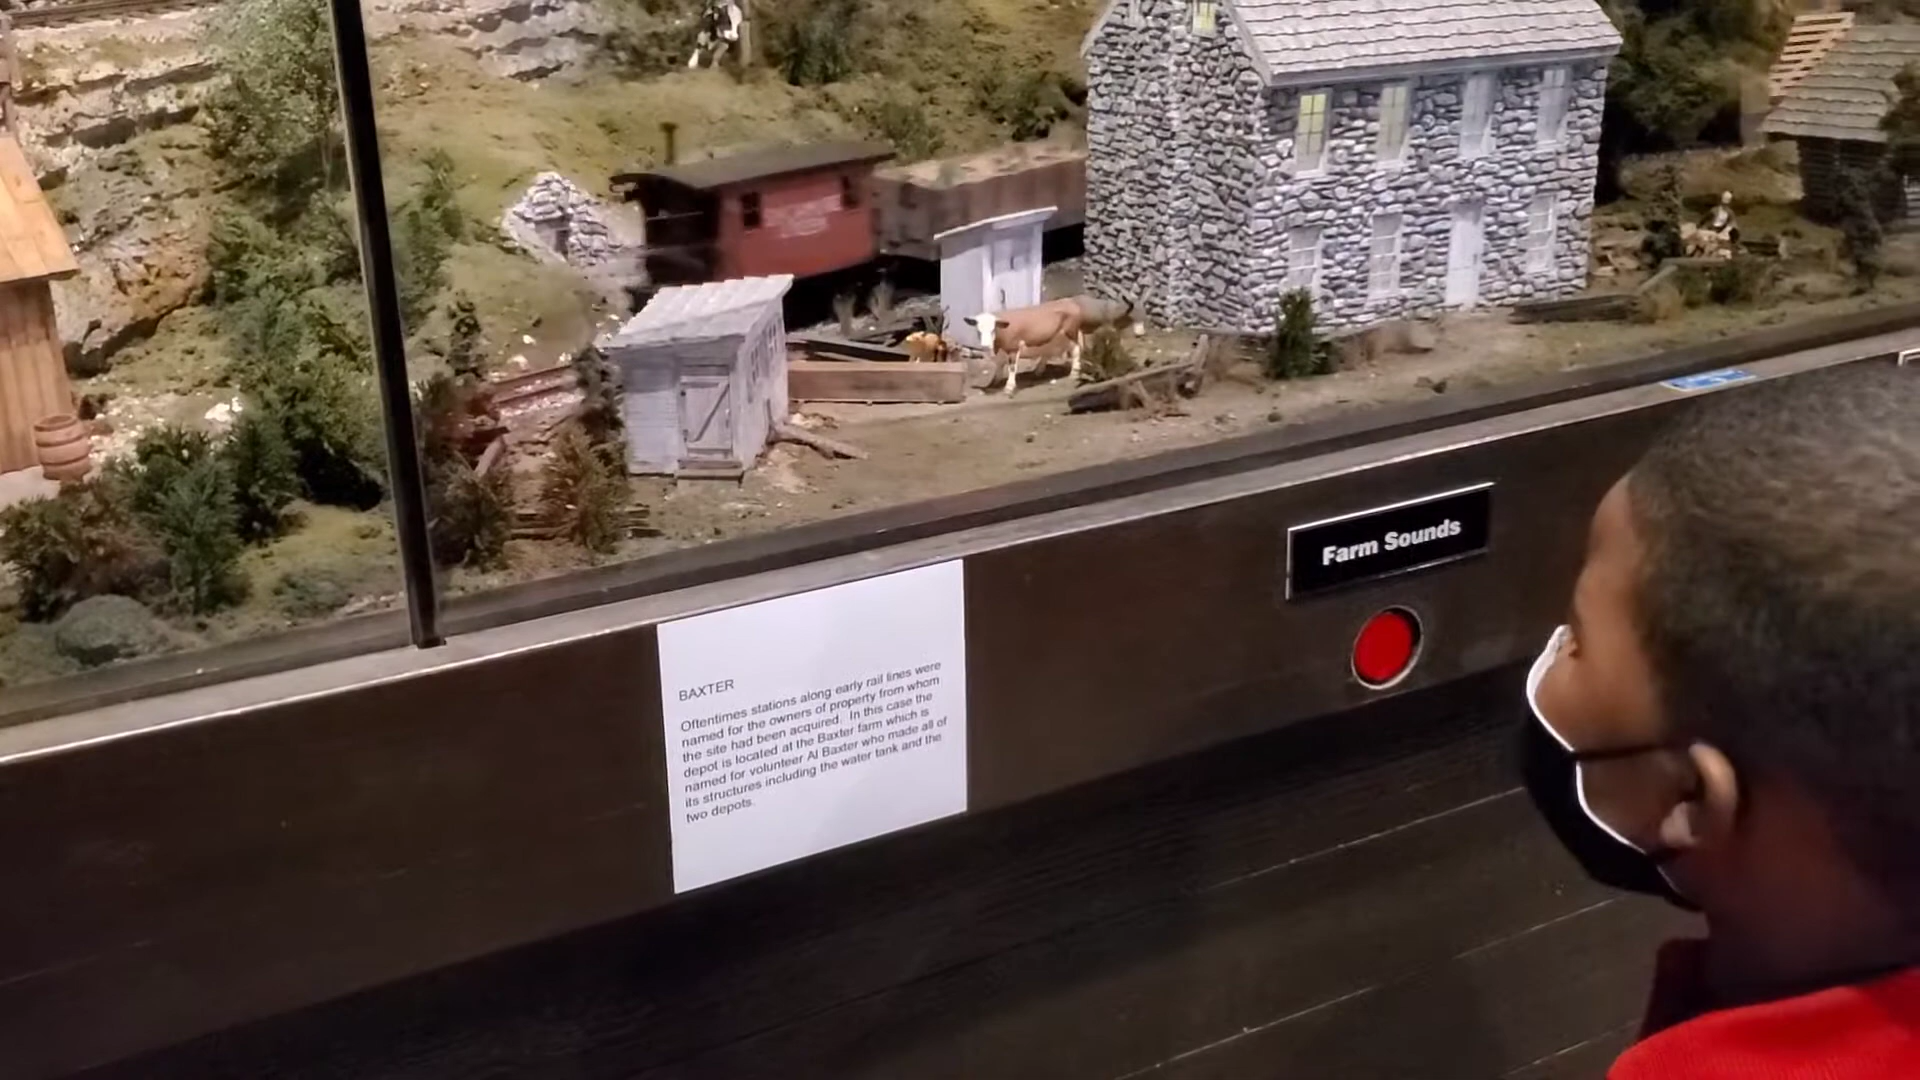 Farm Sounds
BAXTER
Oftentimes stations along early rail lines were
named for the owners of property from whom
the site had been acquired. In this case the
depot is located at the Baxter farm which is
named for volunteer Al Baxter who made all of
its structures including the water tank and the
two depots.